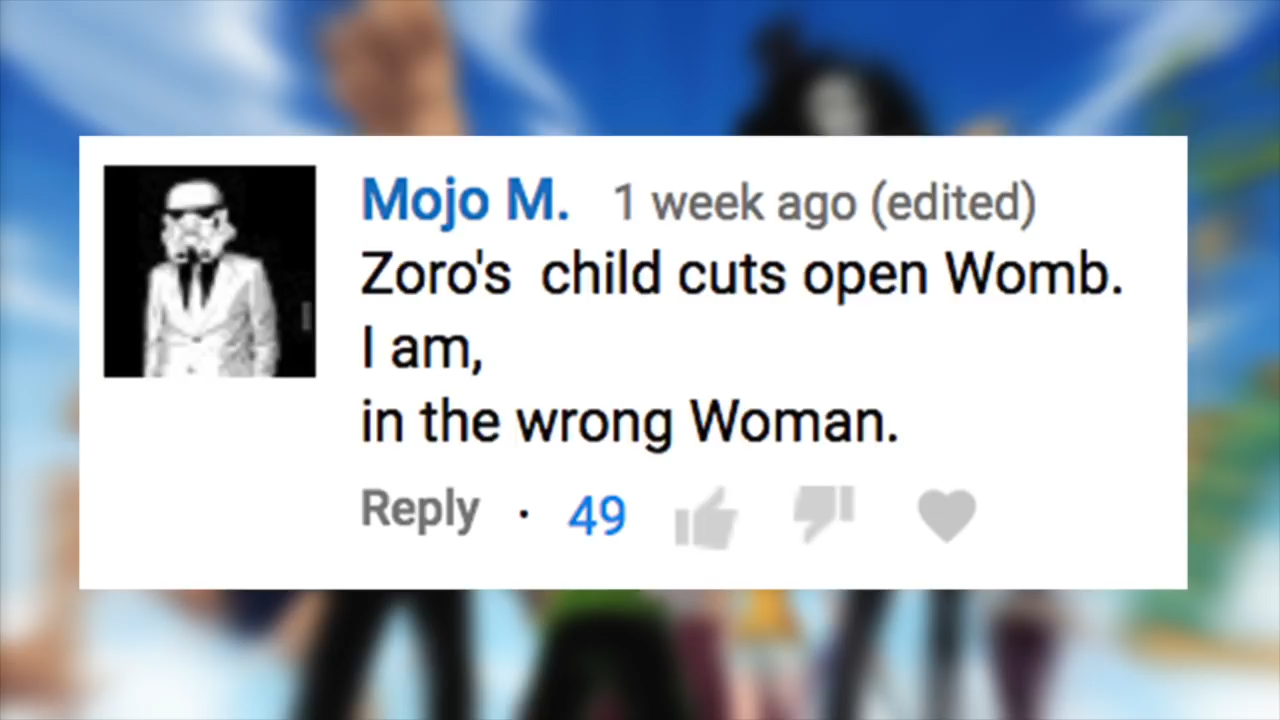 Mojo M. 1 week ago (edited)
Zoro's  child cuts open Womb.
I am,
in the wrong Woman.
Reply · 49